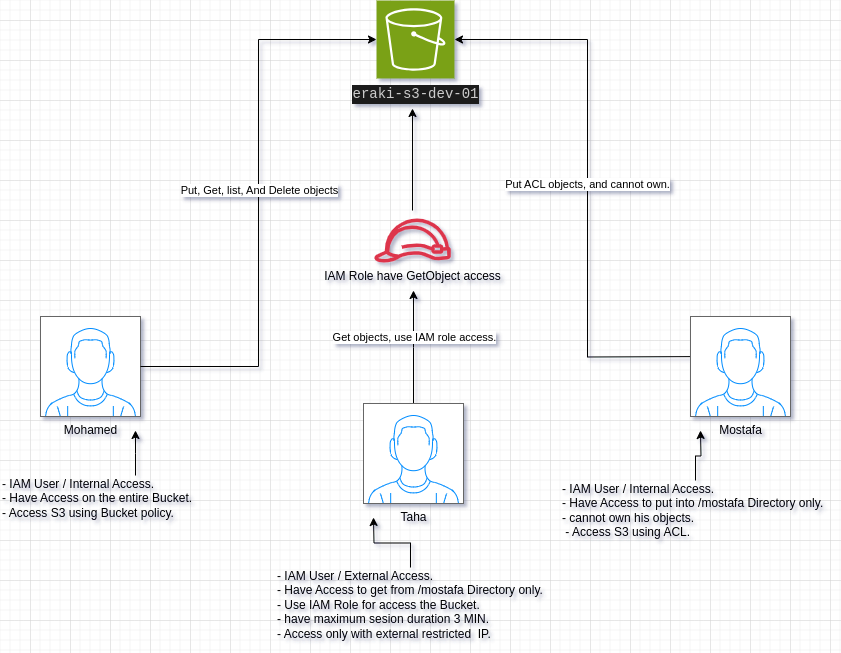 eraki-s3-dev-01
Put, Get, list, And Delete objects
Put ACL objects, and cannot own.
IAM Role have GetObject access
Get objects, use IAM role access.
Mohamed
- IAM User / Internal Access.
- Have Access on the entire Bucket.
- Access S3 using Bucket policy.
Taha
- IAM User / External Access.
- Have Access to get from /mostafa Directory only.
- Use IAM Role for access the Bucket.
- have maximum sesion duration 3 MIN.
- Access only with external restricted  IP.
Mostafa
- IAM User / Internal Access.
- Have Access to put into /mostafa Directory only.
- cannot own his objects.
- Access S3 using ACL.